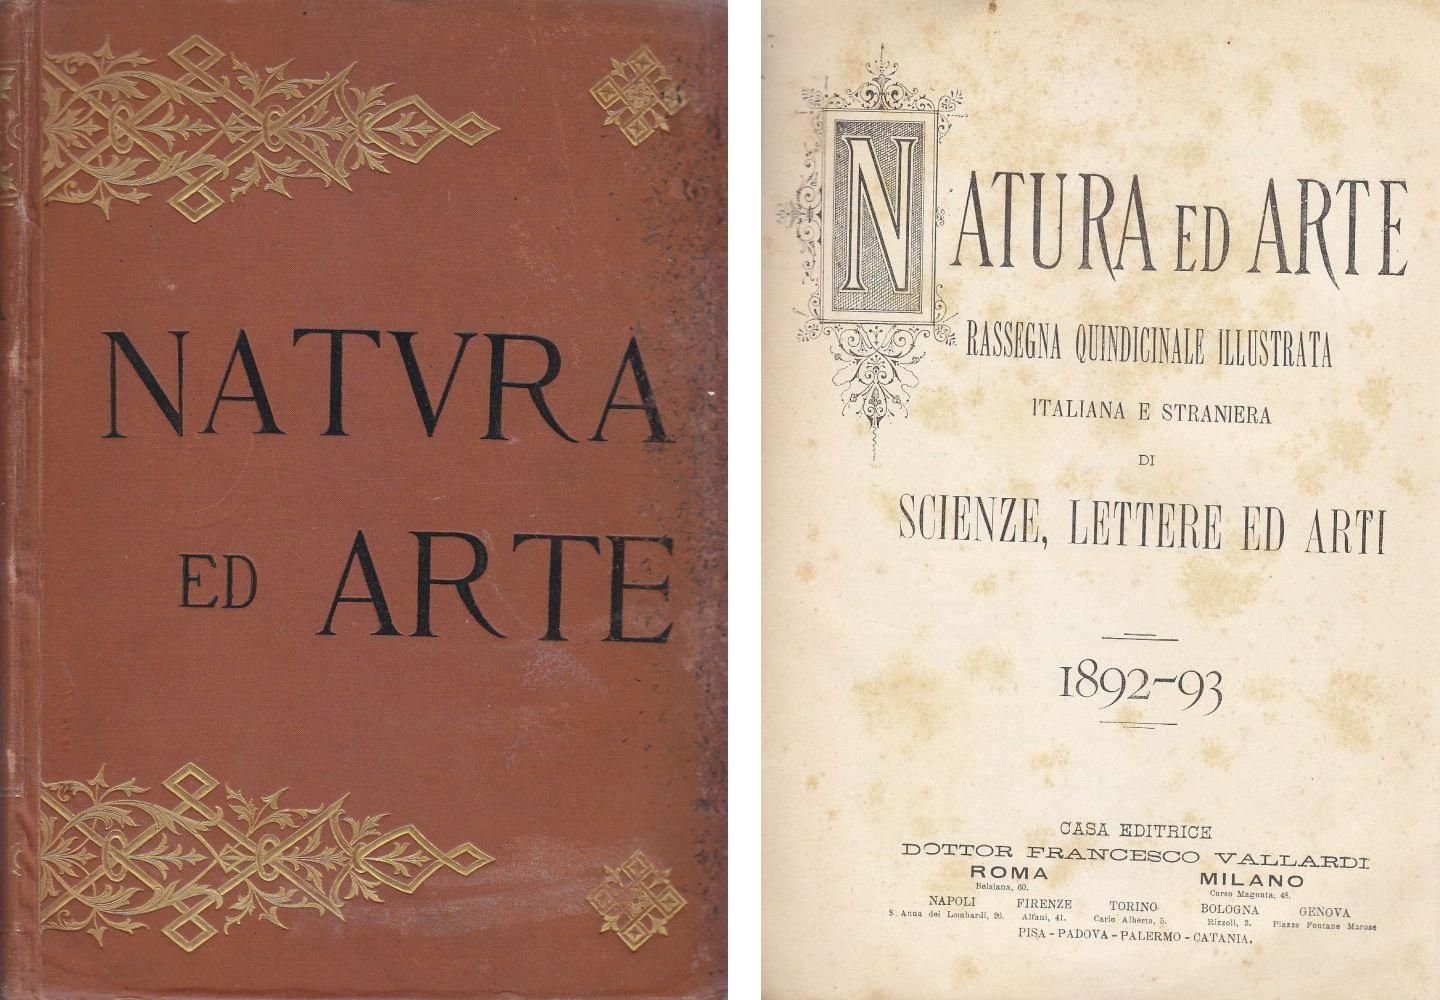 NATVRA
ED ARTE
NATURA ED ARTE
RASSEGNA QUINDICINALE ILLUSTRATA
ITALIANA E STRANIERA
DI
SCIENZE, LETTERE ED ARTI
1892-93
CASA EDITRICE
DOTTOR FRANCESCO VALLARDI
ROMA MILANO
Belsiana, 60. Corso Magenta, 48.
NAPOLI FIRENZE TORINO BOLOGNA GENOVA
S. Anna dei Lombardi, 36. Alfani, 41. Carlo Alberto, 5. Rizzoli, 3. Piazze Fontane Marose
PISA - PADOVA - PALERMO - CATANIA.